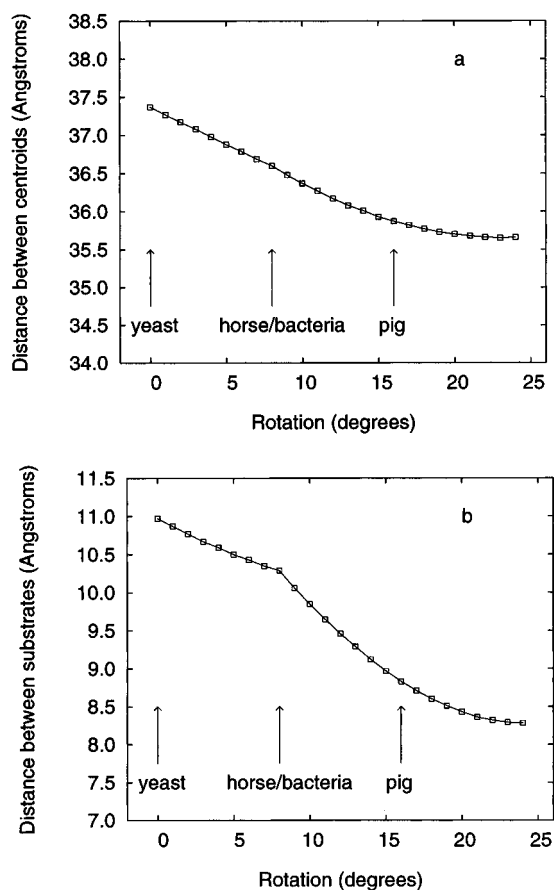 Distance between centroids (Angstroms)
38.5
38.0
37.5
37.0
36.5
36.0
35.5
35.0
34.5
34.0
a
yeast
horse/bacteria
pig
0
5
10
15
20
25
Rotation (degrees)
Distance between substrates (Angstroms)
11.5
11.0
10.5
10.0
9.5
9.0
8.5
8.0
7.5
7.0
b
yeast
horse/bacteria
pig
0
5
10
15
20
25
Rotation (degrees)